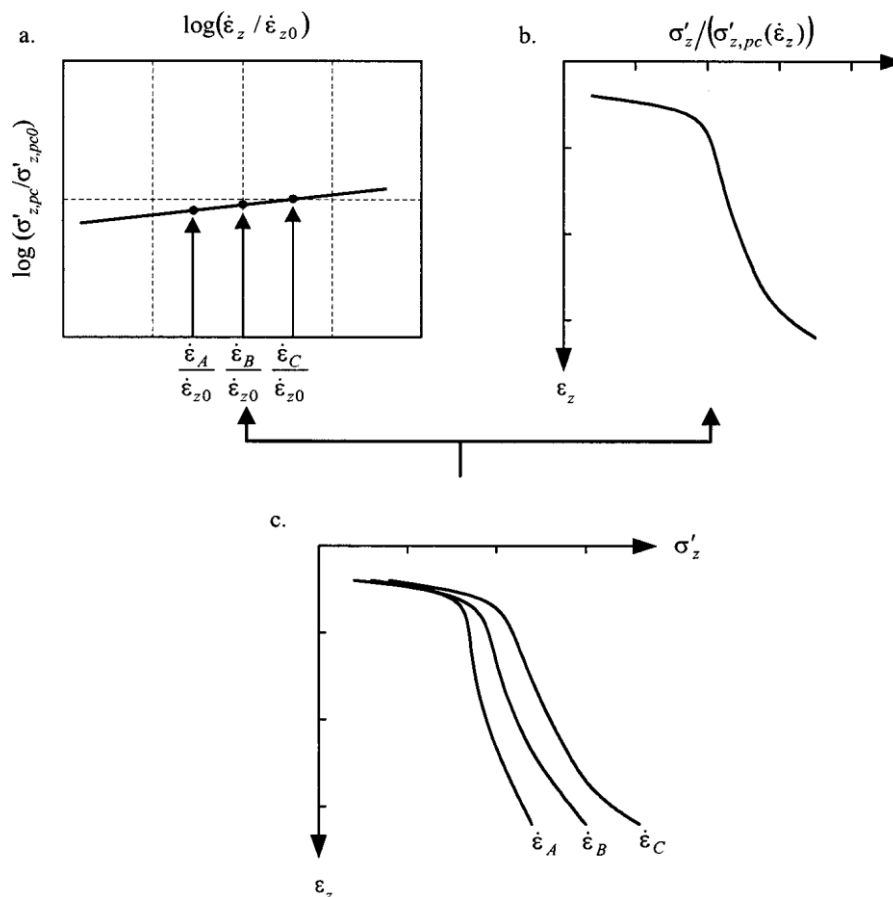 a.
log(ε̇z / ε̇z0)
log (σ'z,pc/σ'z,pc0)
ε̇A/ε̇z0 ε̇B/ε̇z0 ε̇C/ε̇z0
b.
σ'z/(σ'z,pc(ε̇z))
εz
c.
σ'z
ε̇A ε̇B ε̇C
εz